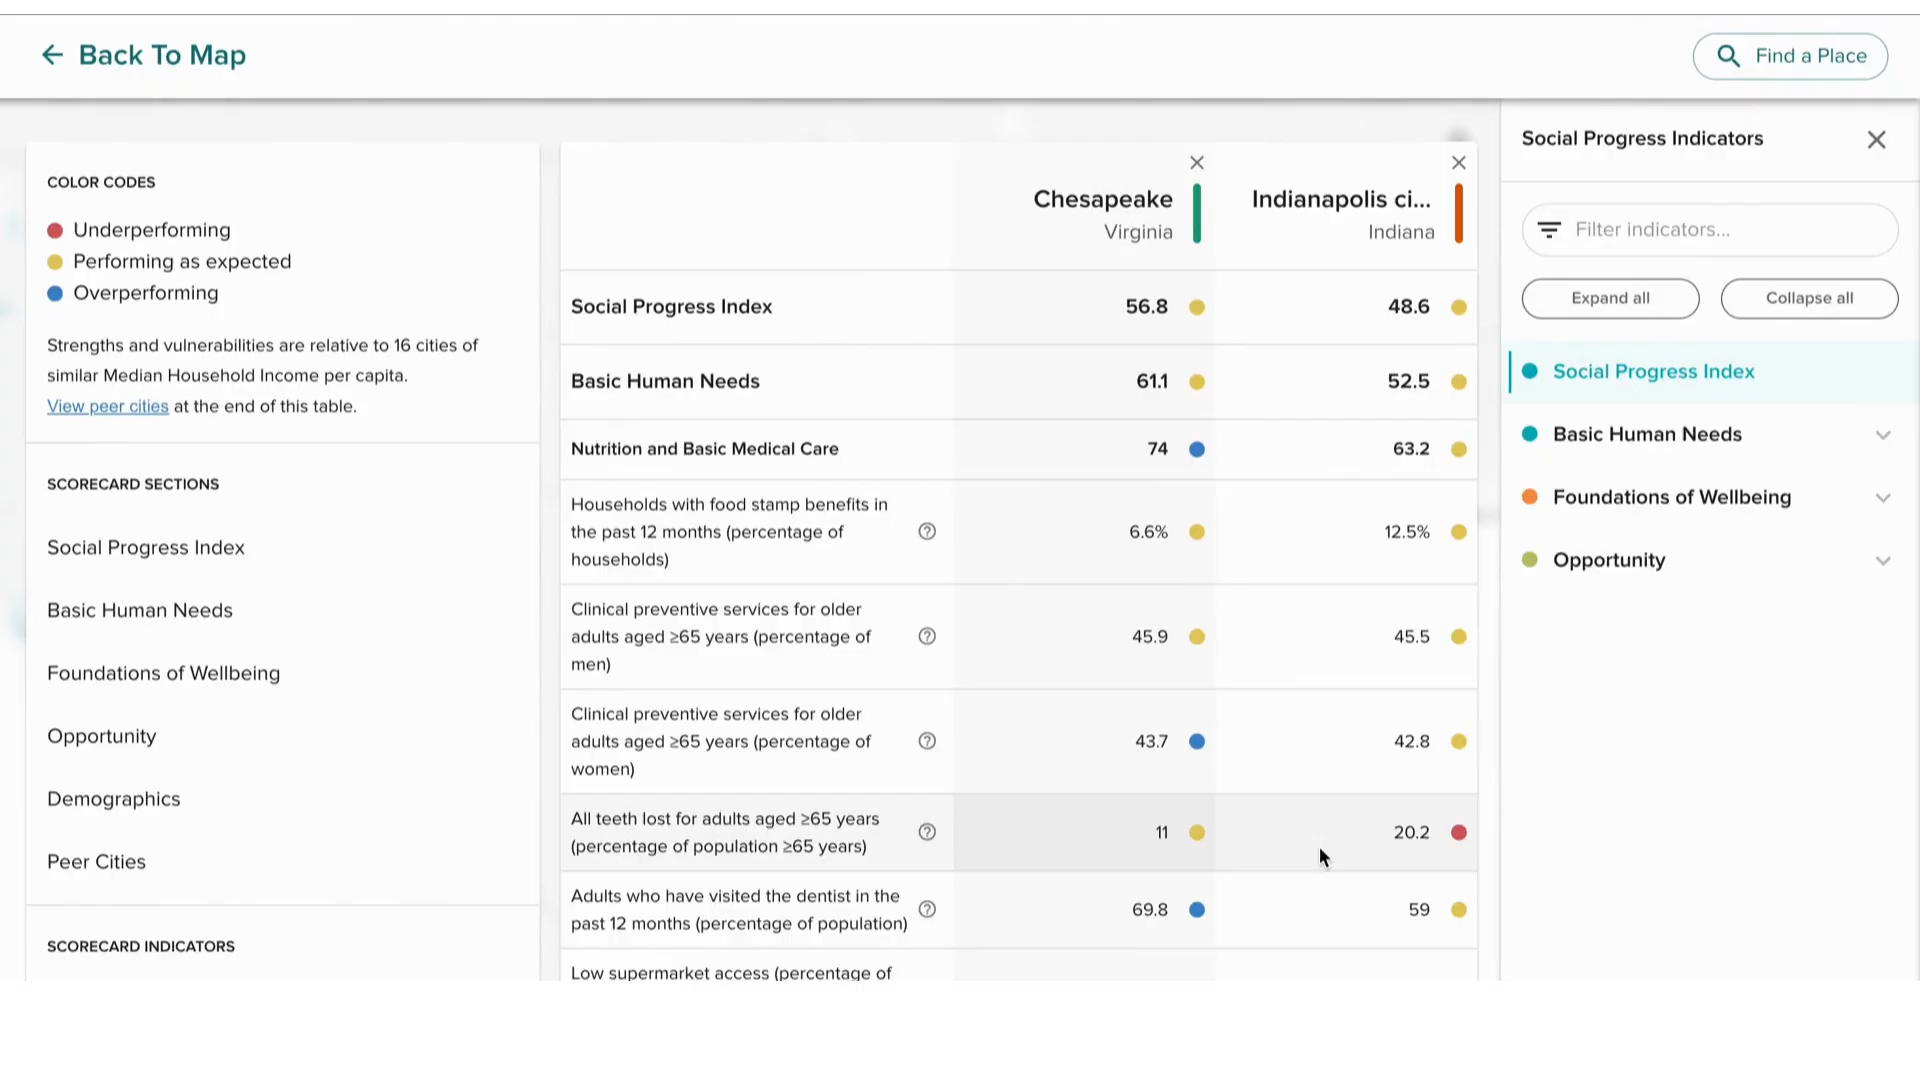 Back To Map
Find a Place
COLOR CODES
Underperforming
Performing as expected
Overperforming
Strengths and vulnerabilities are relative to 16 cities of
similar Median Household Income per capita.
View peer cities at the end of this table.
SCORECARD SECTIONS
Social Progress Index
Basic Human Needs
Foundations of Wellbeing
Opportunity
Demographics
Peer Cities
SCORECARD INDICATORS
Chesapeake
Virginia
Indianapolis ci...
Indiana
Social Progress Index 56.8 48.6
Basic Human Needs 61.1 52.5
Nutrition and Basic Medical Care 74 63.2
Households with food stamp benefits in
the past 12 months (percentage of
households)
6.6% 12.5%
Clinical preventive services for older
adults aged ≥65 years (percentage of
men)
45.9 45.5
Clinical preventive services for older
adults aged ≥65 years (percentage of
women)
43.7 42.8
All teeth lost for adults aged ≥65 years
(percentage of population ≥65 years)
11 20.2
Adults who have visited the dentist in the
past 12 months (percentage of population)
69.8 59
Low supermarket access (percentage of
Social Progress Indicators
Filter indicators...
Expand all
Collapse all
Social Progress Index
Basic Human Needs
Foundations of Wellbeing
Opportunity